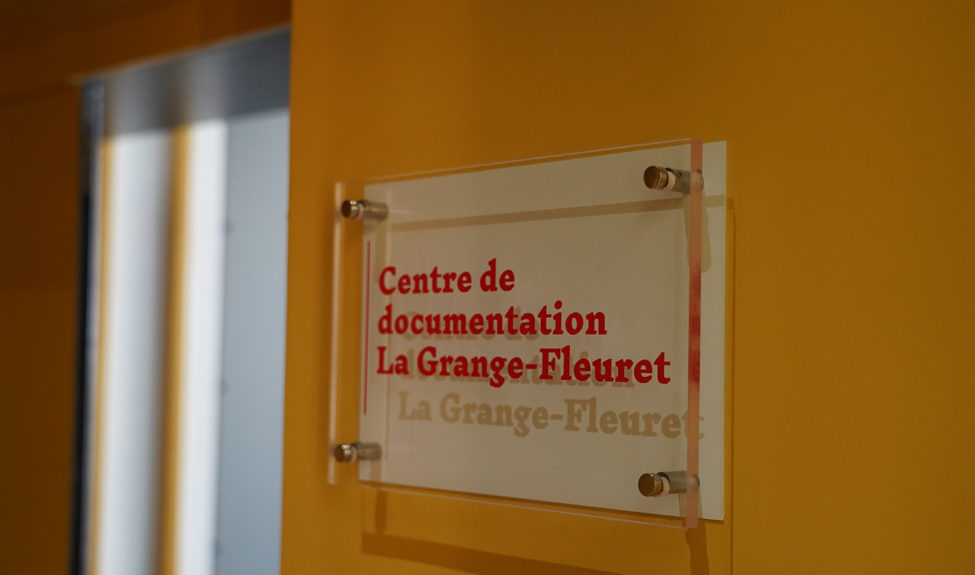 Centre de
documentation
La Grange-Fleuret